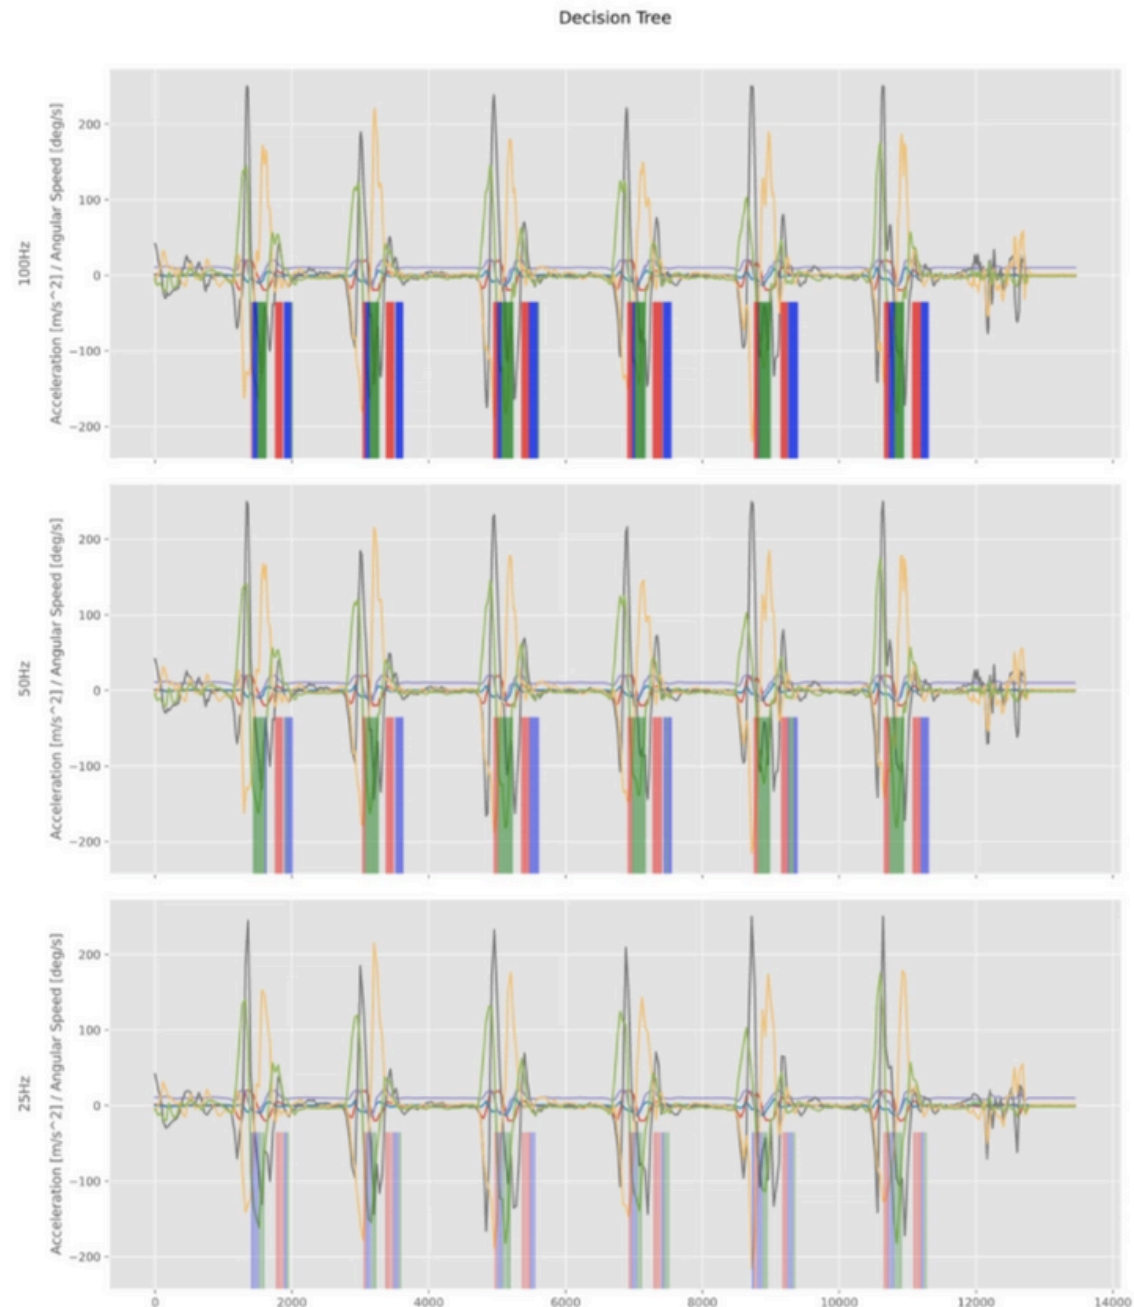 Decision Tree
100Hz
Acceleration [m/s^2] / Angular Speed [deg/s]
200
100
0
−100
−200
50Hz
Acceleration [m/s^2] / Angular Speed [deg/s]
200
100
0
−100
−200
25Hz
Acceleration [m/s^2] / Angular Speed [deg/s]
200
100
0
−100
−200
0 2000 4000 6000 8000 10000 12000 14000